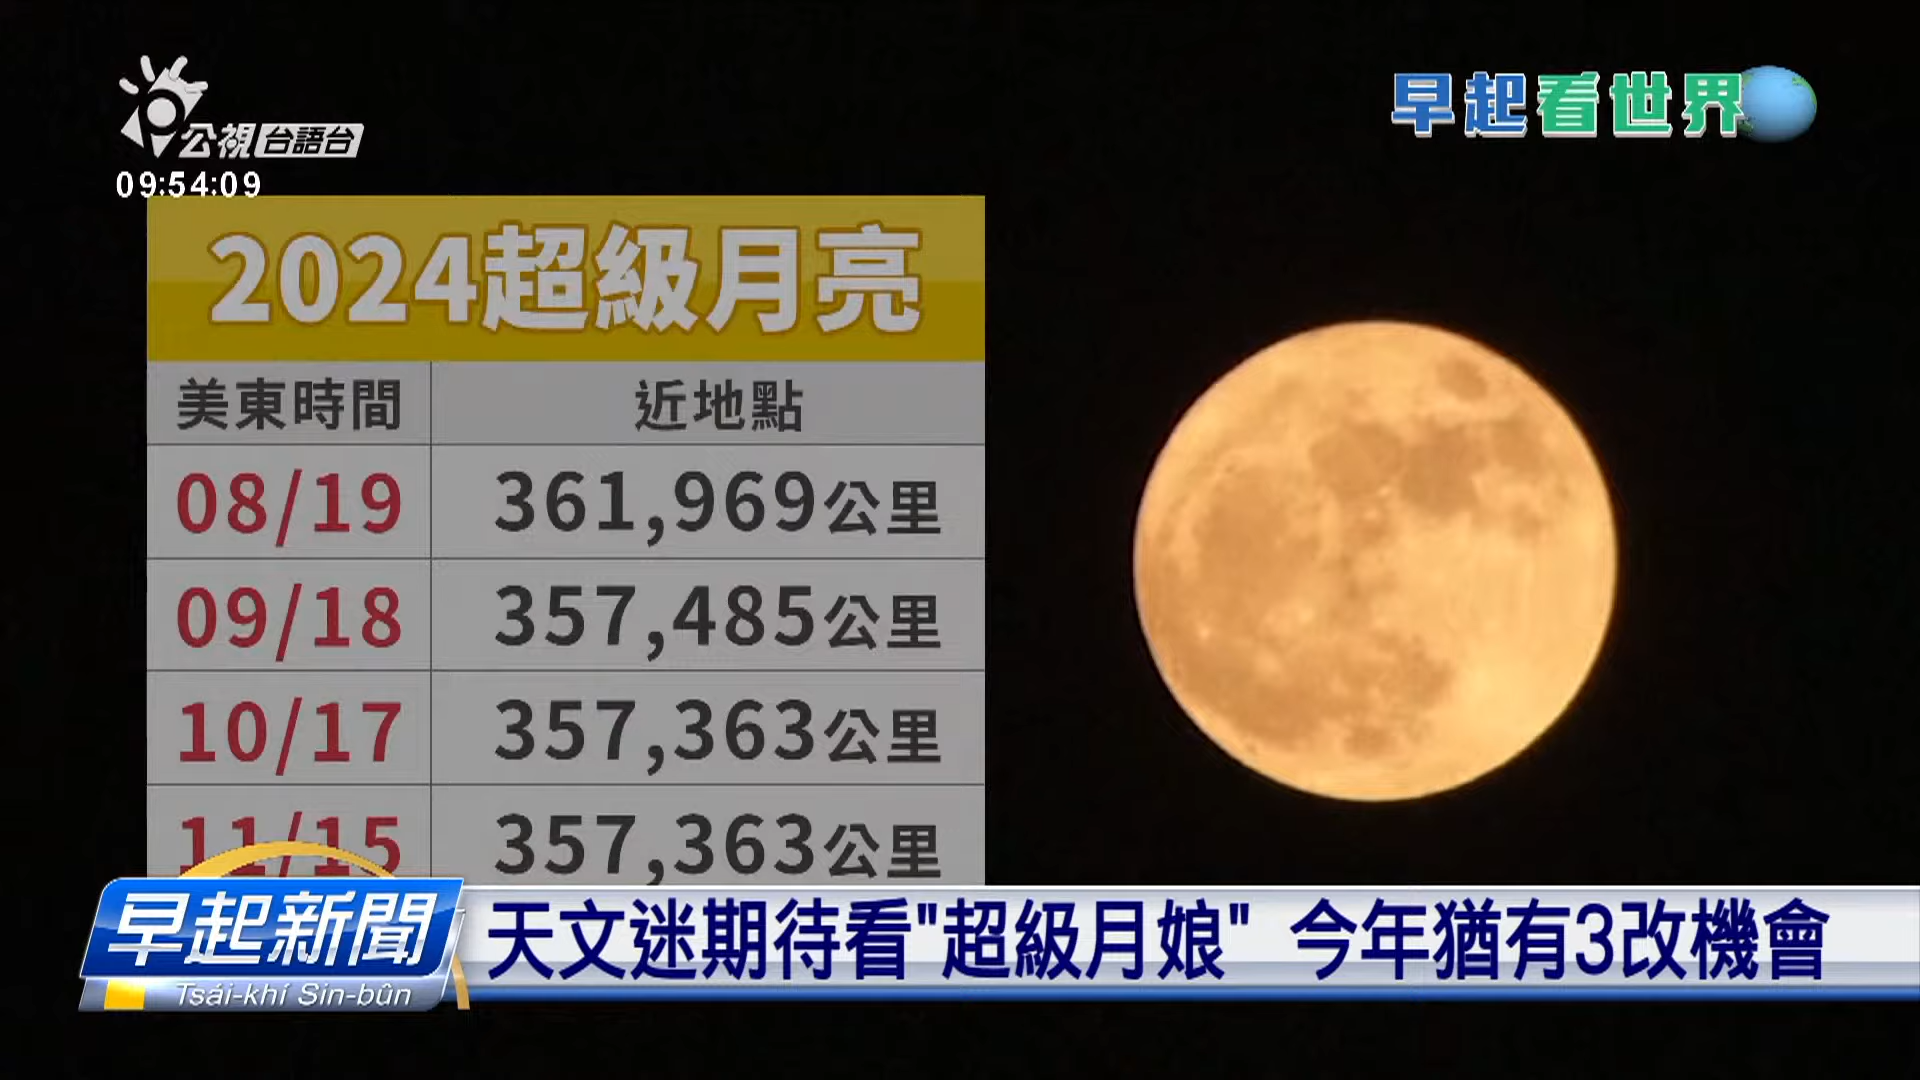 公視台語台
早起看世界
09:54:09
2024超級月亮
美東時間 近地點
08/19 361,969公里
09/18 357,485公里
10/17 357,363公里
11/15 357,363公里
早起新聞
Tsái-khí Sin-bûn
天文迷期待看"超級月娘" 今年猶有3改機會